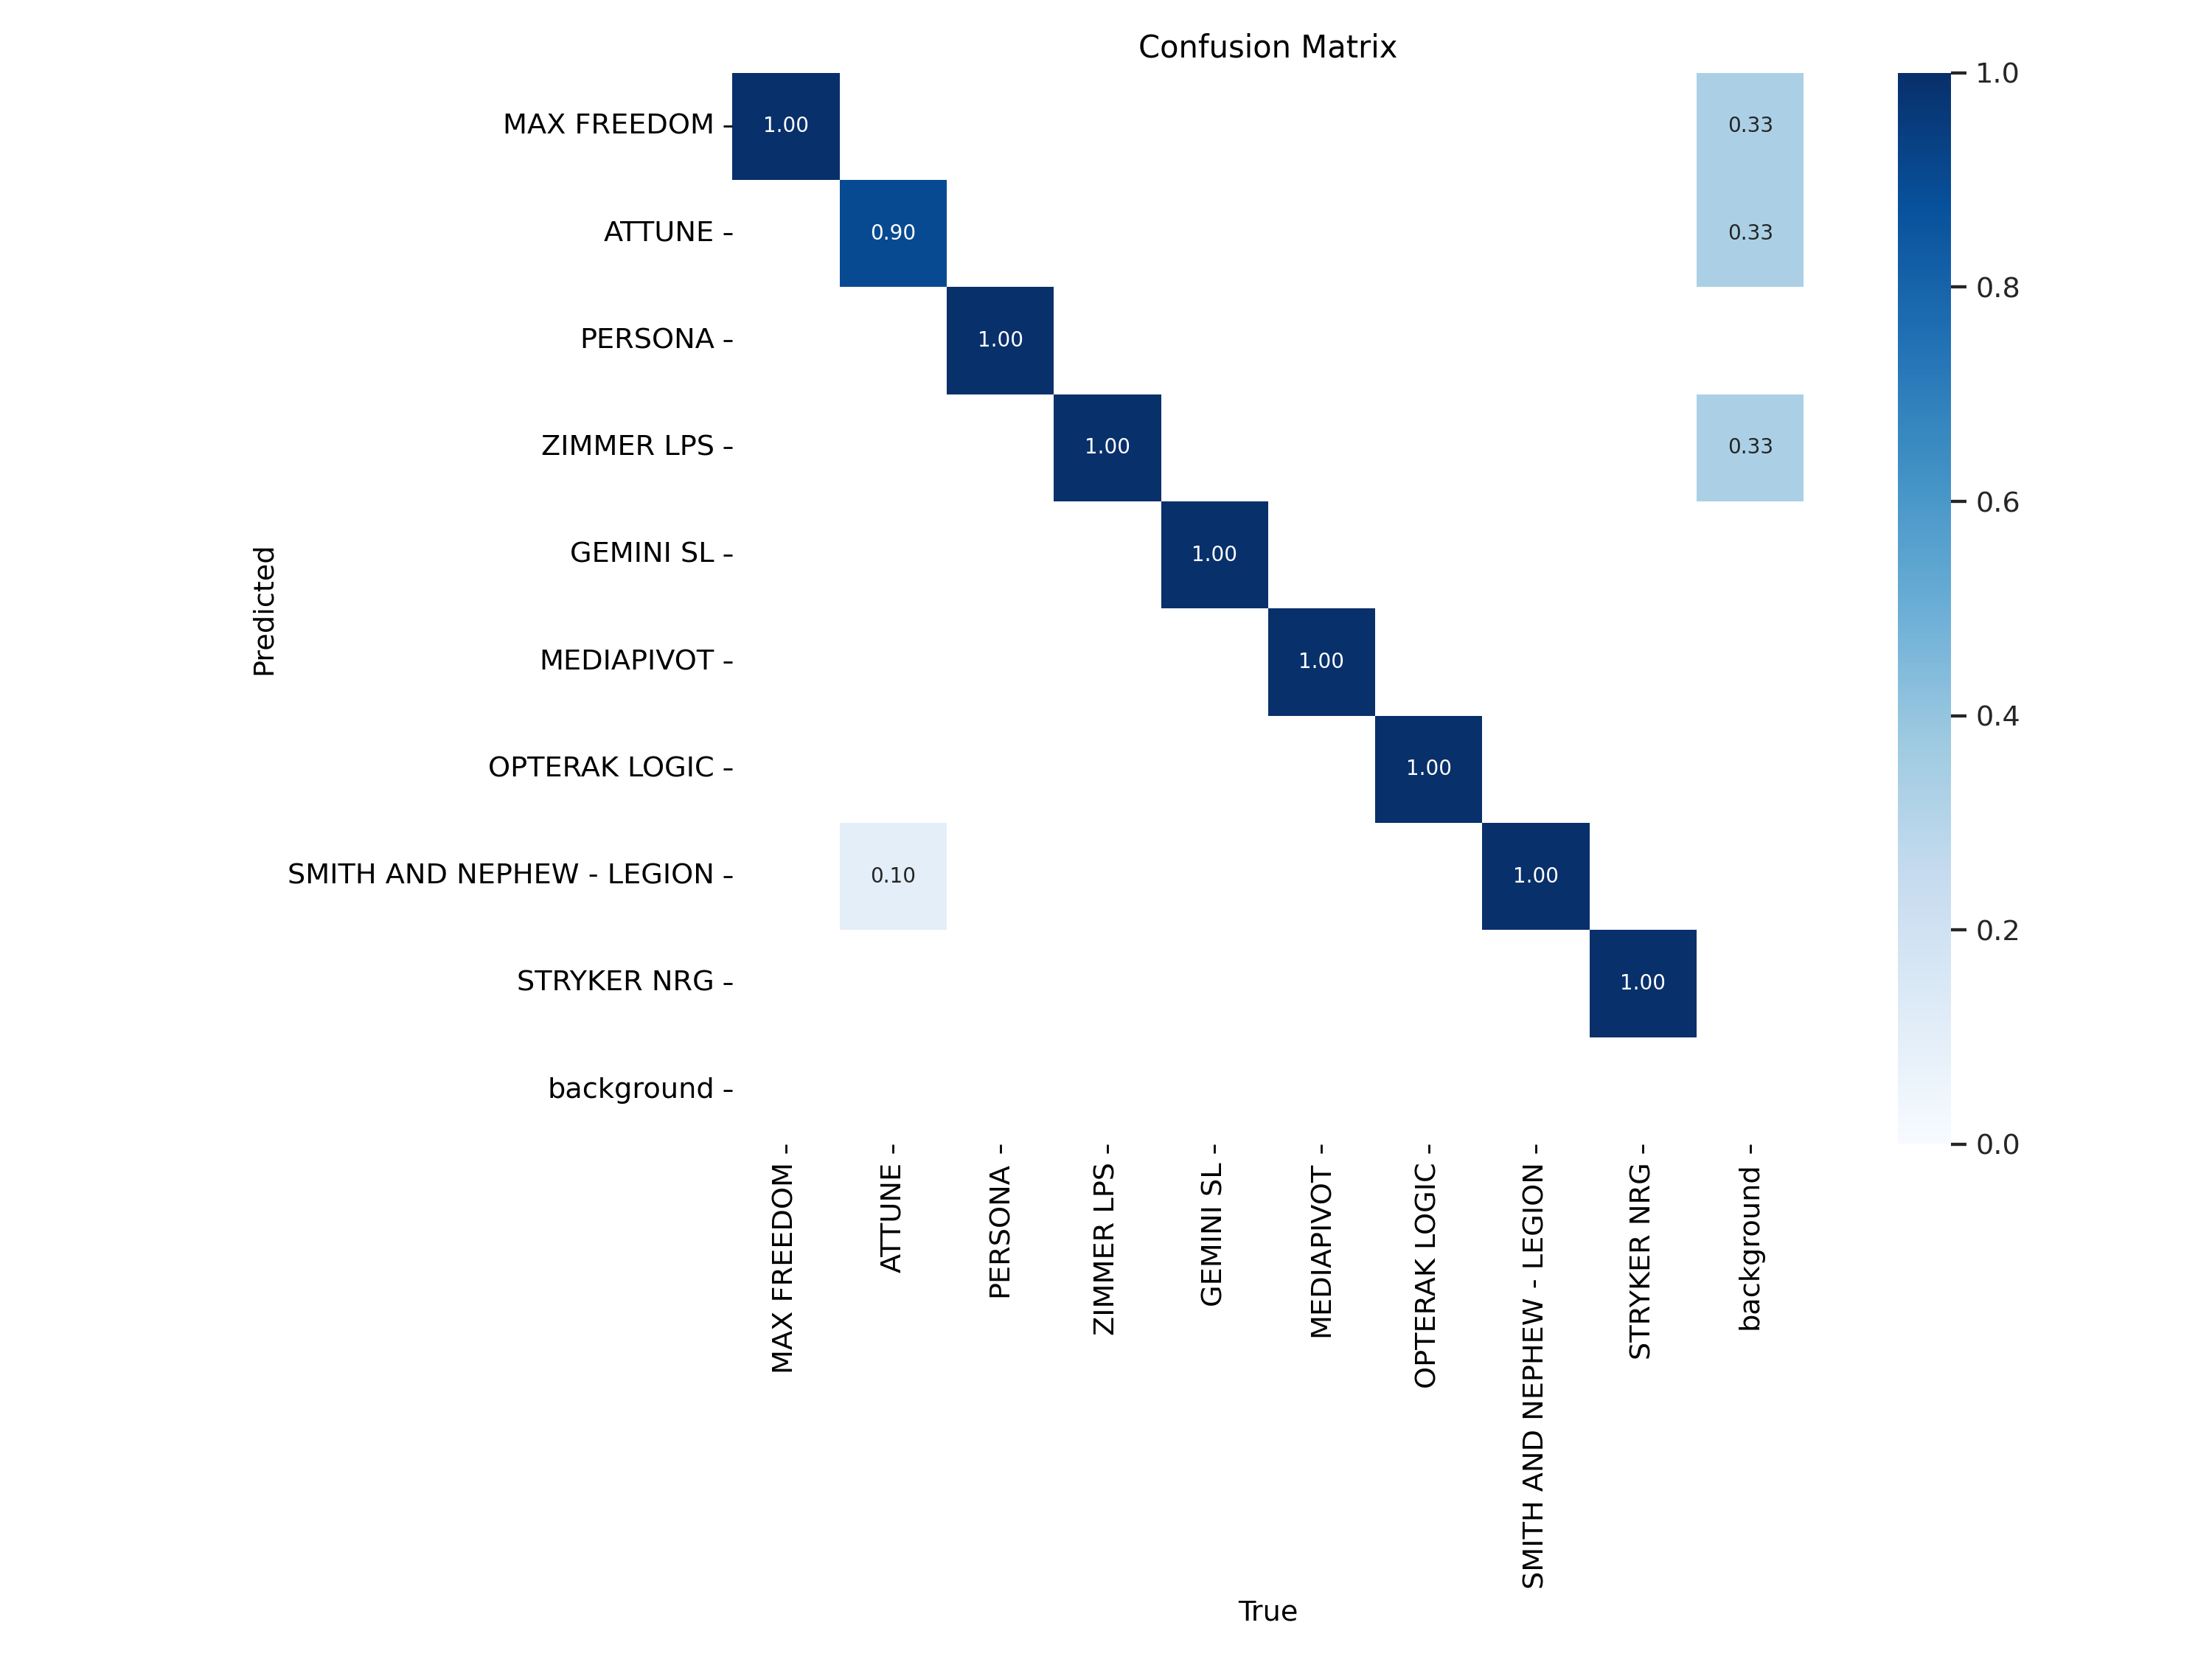 Confusion Matrix
MAX FREEDOM
ATTUNE
PERSONA
ZIMMER LPS
GEMINI SL
MEDIAPIVOT
OPTERAK LOGIC
SMITH AND NEPHEW - LEGION
STRYKER NRG
background
Predicted
1.00
0.33
0.90
0.33
1.00
1.00
0.33
1.00
1.00
1.00
0.10
1.00
1.00
1.0
0.8
0.6
0.4
0.2
0.0
MAX FREEDOM
ATTUNE
PERSONA
ZIMMER LPS
GEMINI SL
MEDIAPIVOT
OPTERAK LOGIC
SMITH AND NEPHEW - LEGION
STRYKER NRG
background
True